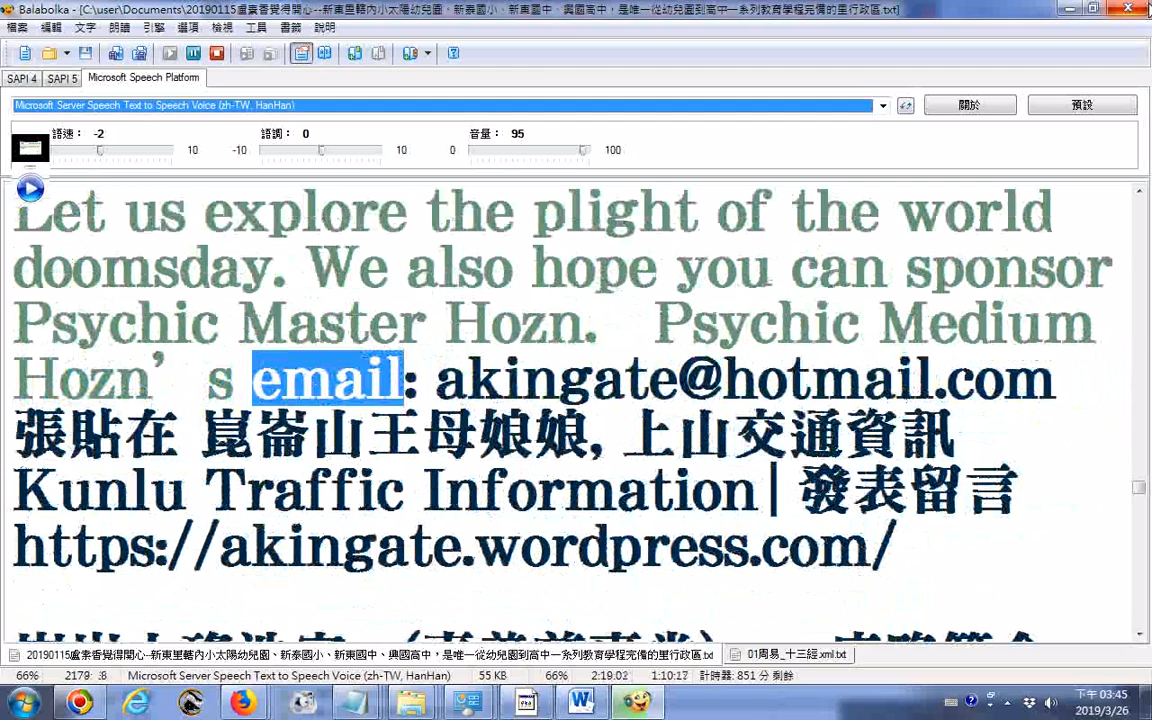 Balabolka - [C:\user\Documents\20190115盧素香覺得開心--新東里轄內小太陽幼兒園、新泰國小、新東國中、興國高中，是唯一從幼兒園到高中一系列教育學程完備的里行政區.txt]
檔案 編輯 文字 朗讀 引擎 選項 檢視 工具 書籤 說明
SAPI 4 SAPI 5 Microsoft Speech Platform
Microsoft Server Speech Text to Speech Voice (zh-TW, HanHan) 關於 預設
語速： -2 語調： 0 音量： 95
10 -10 10 0 100
Let us explore the plight of the world
doomsday. We also hope you can sponsor
Psychic Master Hozn. Psychic Medium
Hozn’s email: akingate@hotmail.com
張貼在 崑崙山王母娘娘, 上山交通資訊
Kunlu Traffic Information| 發表留言
https://akingate.wordpress.com/
20190115盧素香覺得開心--新東里轄內小太陽幼兒園、新泰國小、新東國中、興國高中，是唯一從幼兒園到高中一系列教育學程完備的里行政區.txt 01周易_十三經.xml.txt
66% Microsoft Server Speech Text to Speech Voice (zh-TW, HanHan) 55 KB 66% 2:19:02 1:10:17 計時器: 851 分 剩餘
下午 03:45
2019/3/26